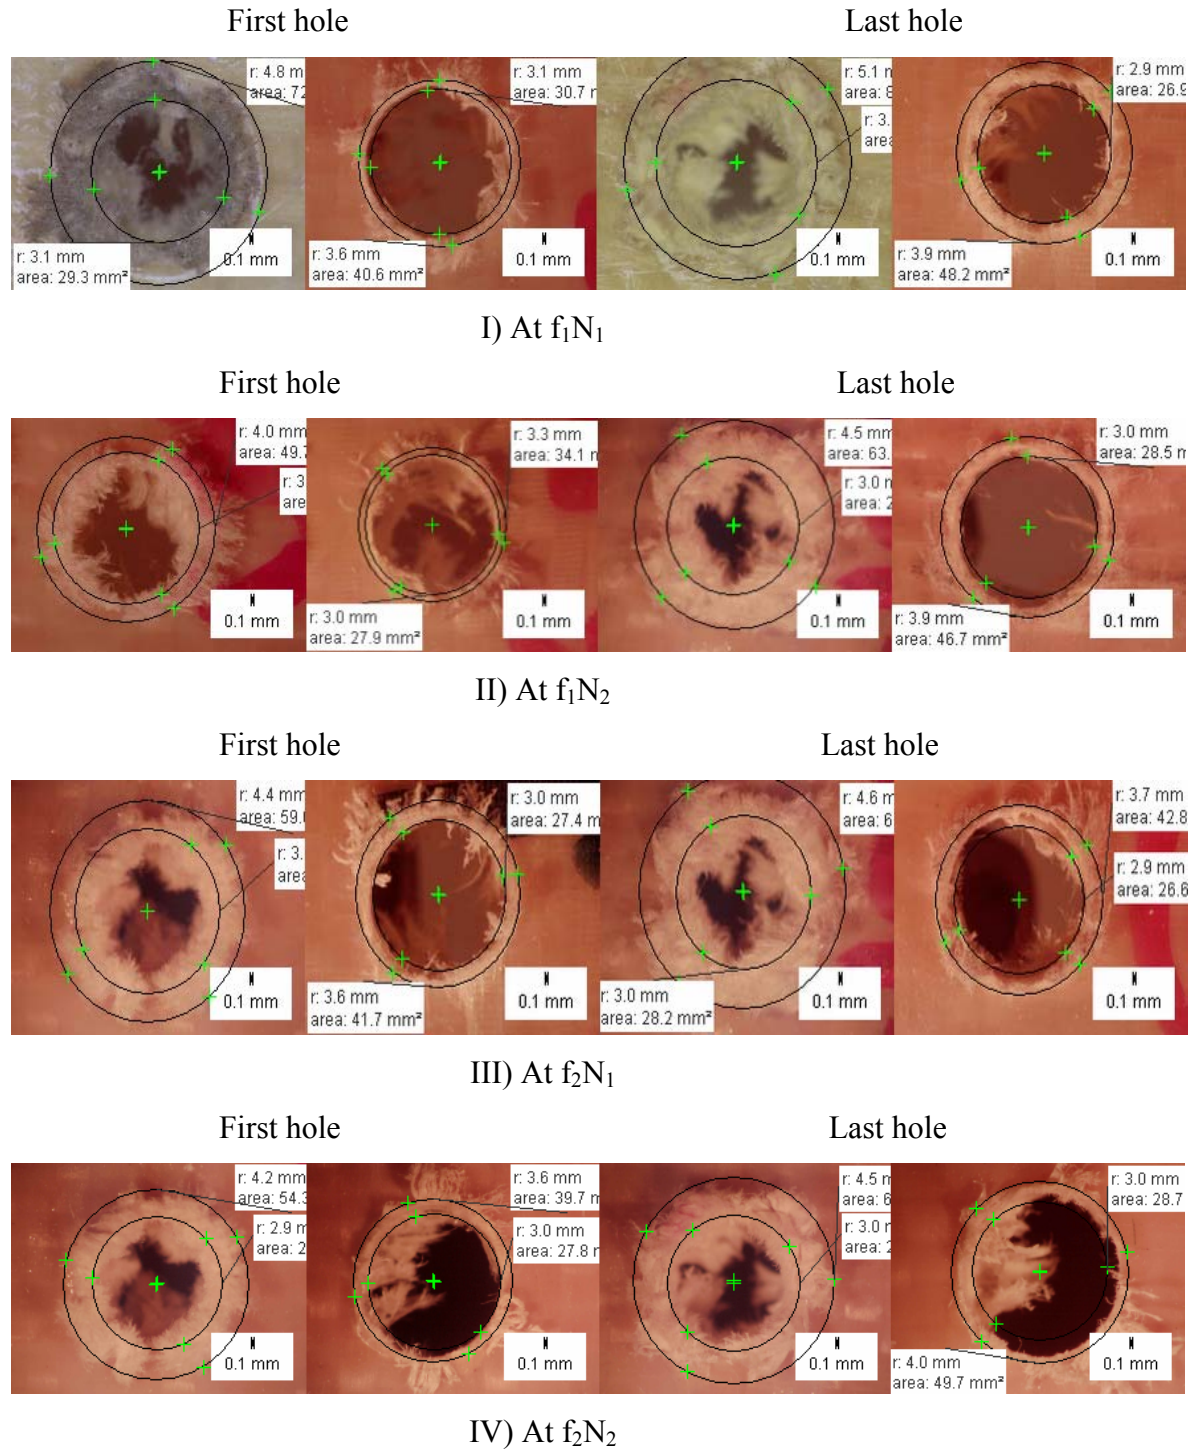 First hole
Last hole
r: 4.8 m
area: 72
r: 3.1 mm
area: 30.7
r: 5.1 m
area: 8
r: 2.9 mm
area: 26.9
3.
area
r: 3.1 mm
area: 29.3 mm²
0.1 mm
r: 3.6 mm
area: 40.6 mm²
0.1 mm
0.1 mm
r: 3.9 mm
area: 48.2 mm²
0.1 mm
I) At f₁N₁
First hole
Last hole
r: 4.0 mm
area: 49.7
r: 3
are
r: 3.3 mm
area: 34.1
r: 4.5 mm
area: 63.
r: 3.0
area: 2
r: 3.0 mm
area: 28.5
0.1 mm
r: 3.0 mm
area: 27.9 mm²
0.1 mm
0.1 mm
r: 3.9 mm
area: 46.7 mm²
0.1 mm
II) At f₁N₂
First hole
Last hole
r: 4.4 mm
area: 59.
r: 3.
area
r: 3.0 mm
area: 27.4 m
r: 4.6 m
area: 6
r: 3.7 mm
area: 42.8
r: 2.9 mm
area: 26.6
0.1 mm
r: 3.6 mm
area: 41.7 mm²
0.1 mm
r: 3.0 mm
area: 28.2 mm²
0.1 mm
0.1 mm
III) At f₂N₁
First hole
Last hole
r: 4.2 mm
area: 54.3
r: 2.9 m
area: 2
r: 3.6 mm
area: 39.7
r: 3.0 mm
area: 27.8
r: 4.5
area: 6
r: 3.0
area: 2
r: 3.0 mm
area: 28.7
0.1 mm
0.1 mm
0.1 mm
r: 4.0 mm
area: 49.7 mm²
0.1 mm
IV) At f₂N₂